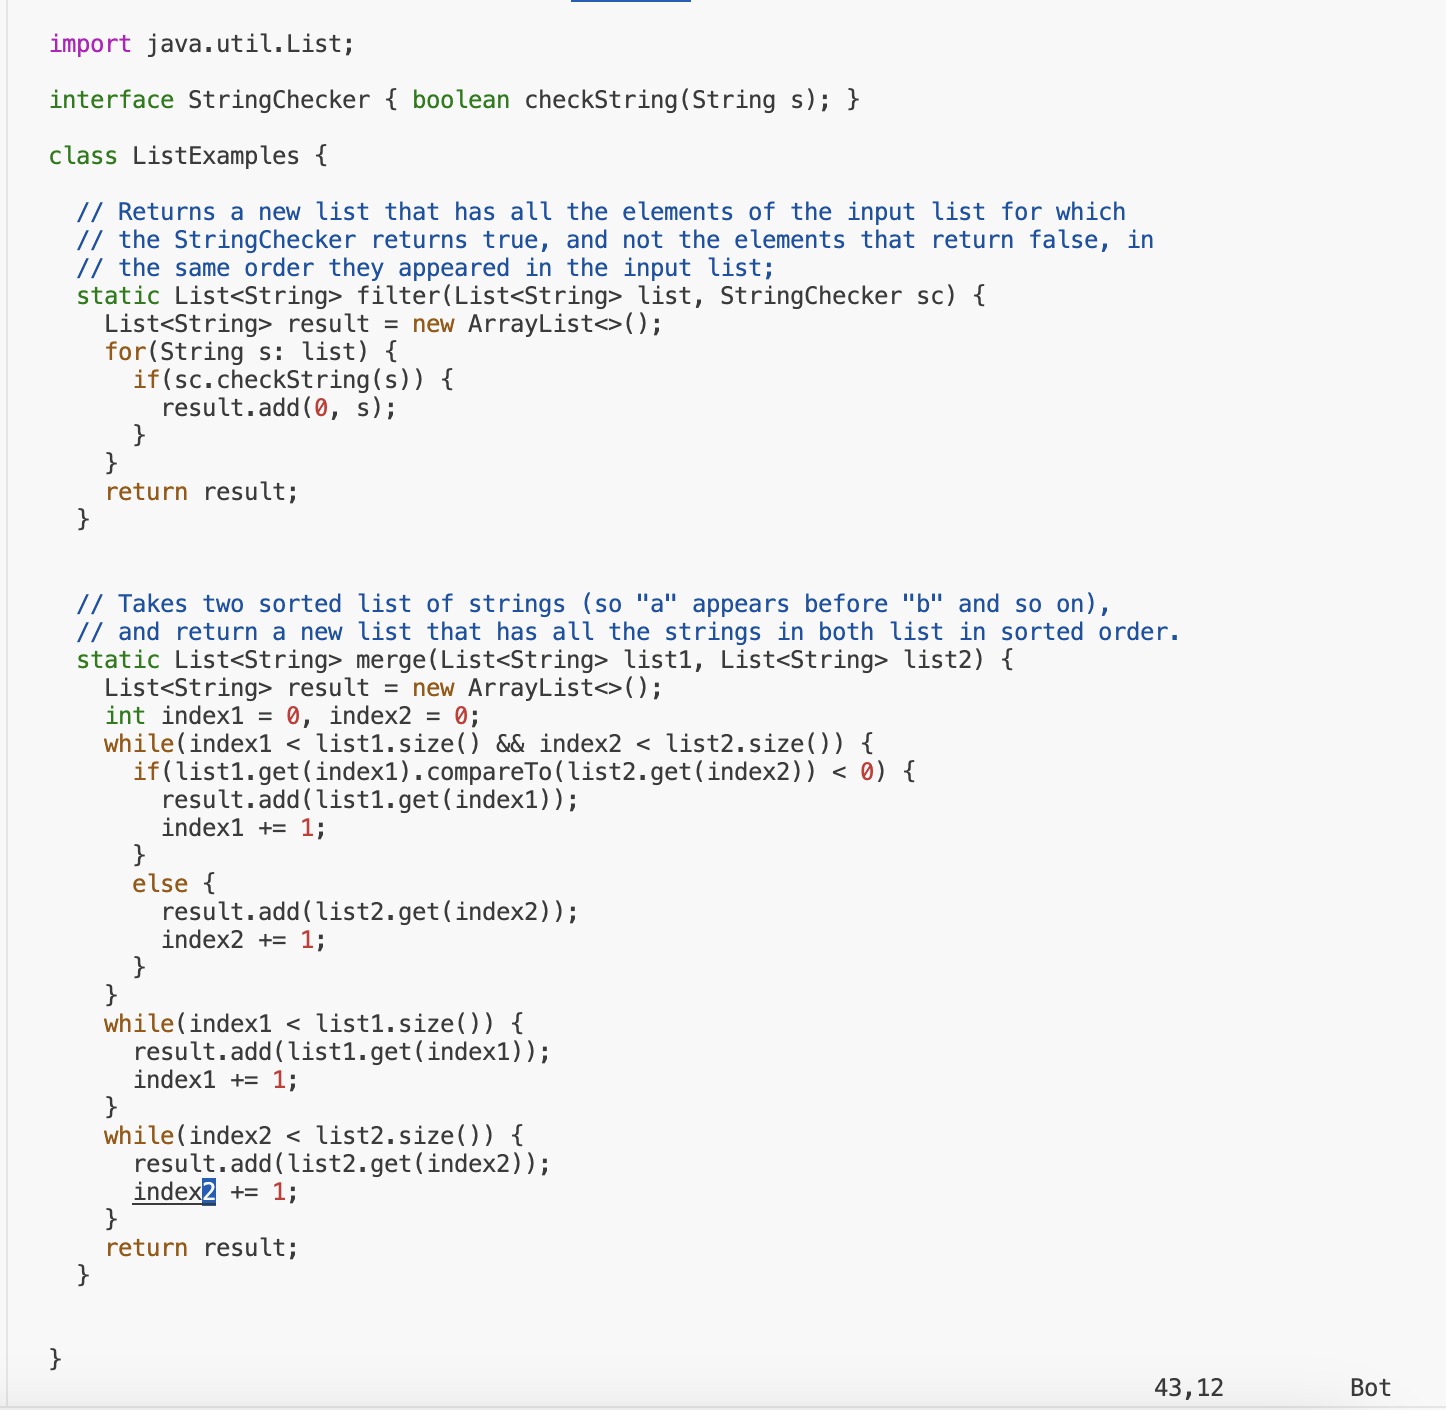 import java.util.List;
interface StringChecker { boolean checkString(String s); }
class ListExamples {
  // Returns a new list that has all the elements of the input list for which
  // the StringChecker returns true, and not the elements that return false, in
  // the same order they appeared in the input list;
  static List<String> filter(List<String> list, StringChecker sc) {
    List<String> result = new ArrayList<>();
    for(String s: list) {
      if(sc.checkString(s)) {
        result.add(0, s);
      }
    }
    return result;
  }
  // Takes two sorted list of strings (so "a" appears before "b" and so on),
  // and return a new list that has all the strings in both list in sorted order.
  static List<String> merge(List<String> list1, List<String> list2) {
    List<String> result = new ArrayList<>();
    int index1 = 0, index2 = 0;
    while(index1 < list1.size() && index2 < list2.size()) {
      if(list1.get(index1).compareTo(list2.get(index2)) < 0) {
        result.add(list1.get(index1));
        index1 += 1;
      }
      else {
        result.add(list2.get(index2));
        index2 += 1;
      }
    }
    while(index1 < list1.size()) {
      result.add(list1.get(index1));
      index1 += 1;
    }
    while(index2 < list2.size()) {
      result.add(list2.get(index2));
      index2 += 1;
    }
    return result;
  }
}
43,12 Bot